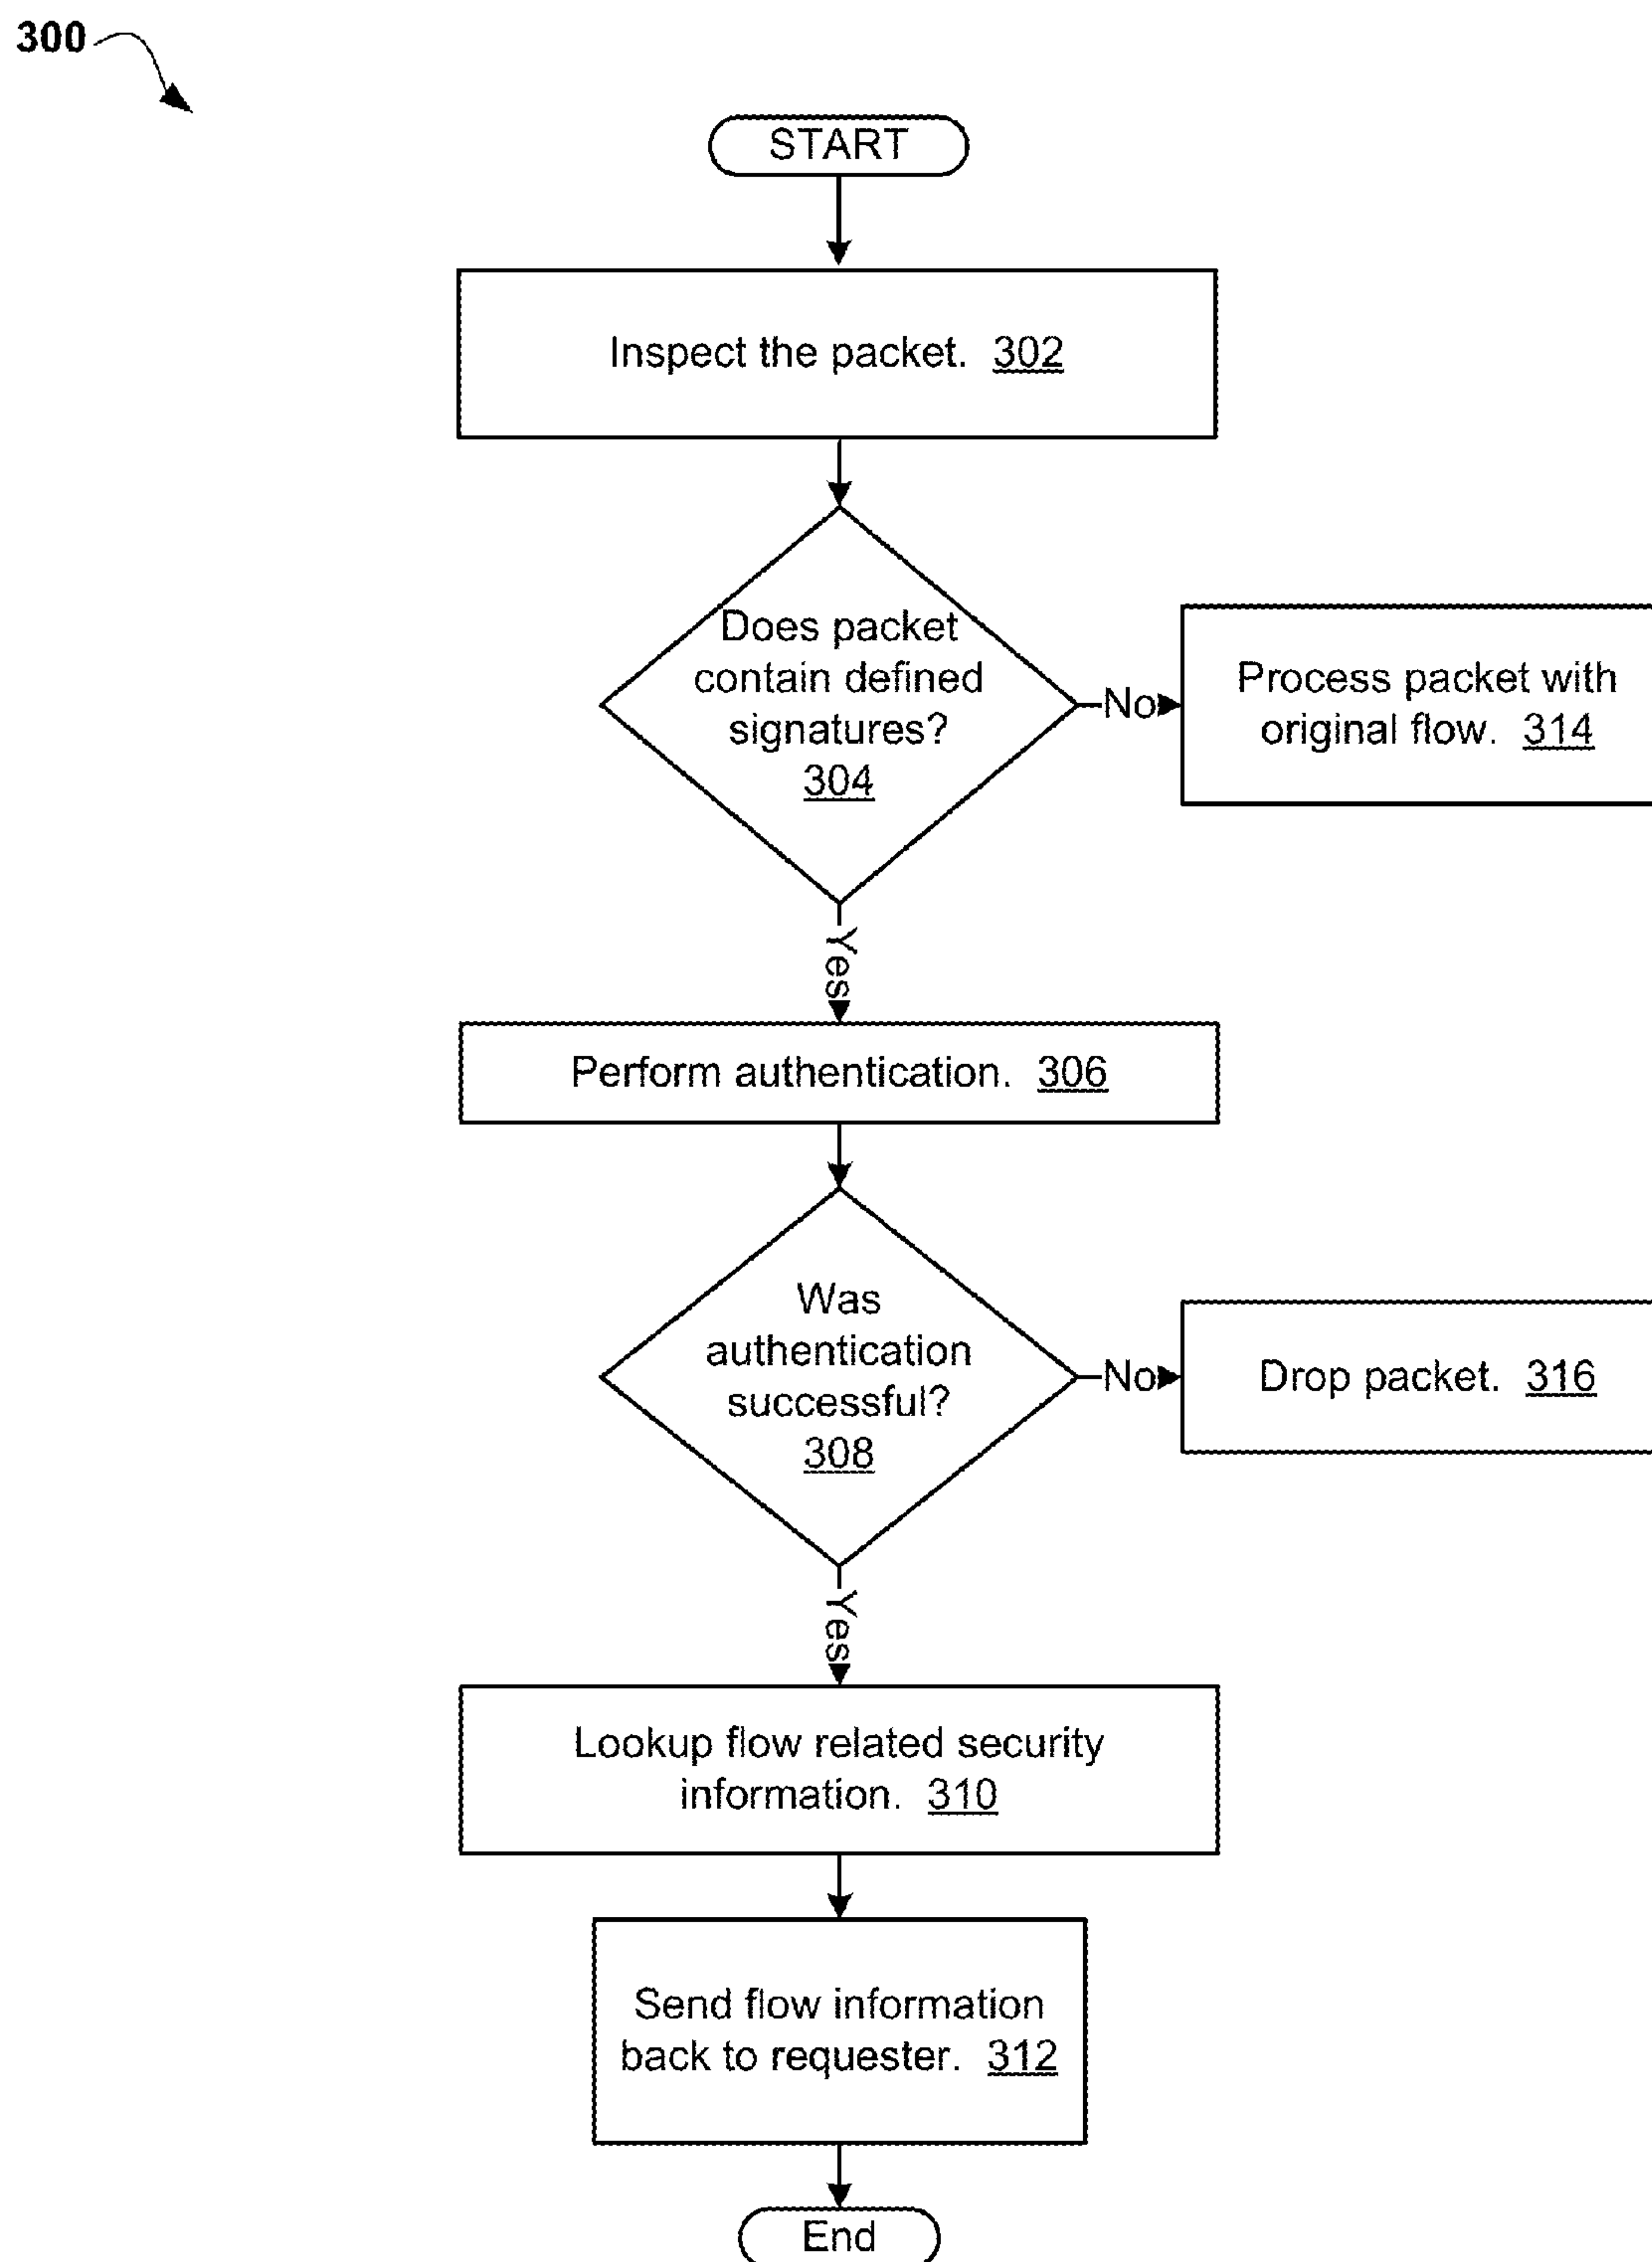 300
START
Inspect the packet. 302
Does packet
contain defined
signatures?
304
No
Process packet with
original flow. 314
Yes
Perform authentication. 306
Was
authentication
successful?
308
No
Drop packet. 316
Yes
Lookup flow related security
information. 310
Send flow information
back to requester. 312
End